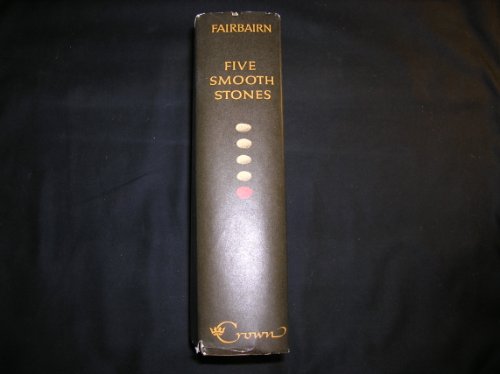 FAIRBAIRN
FIVE
SMOOTH
STONES
Crown